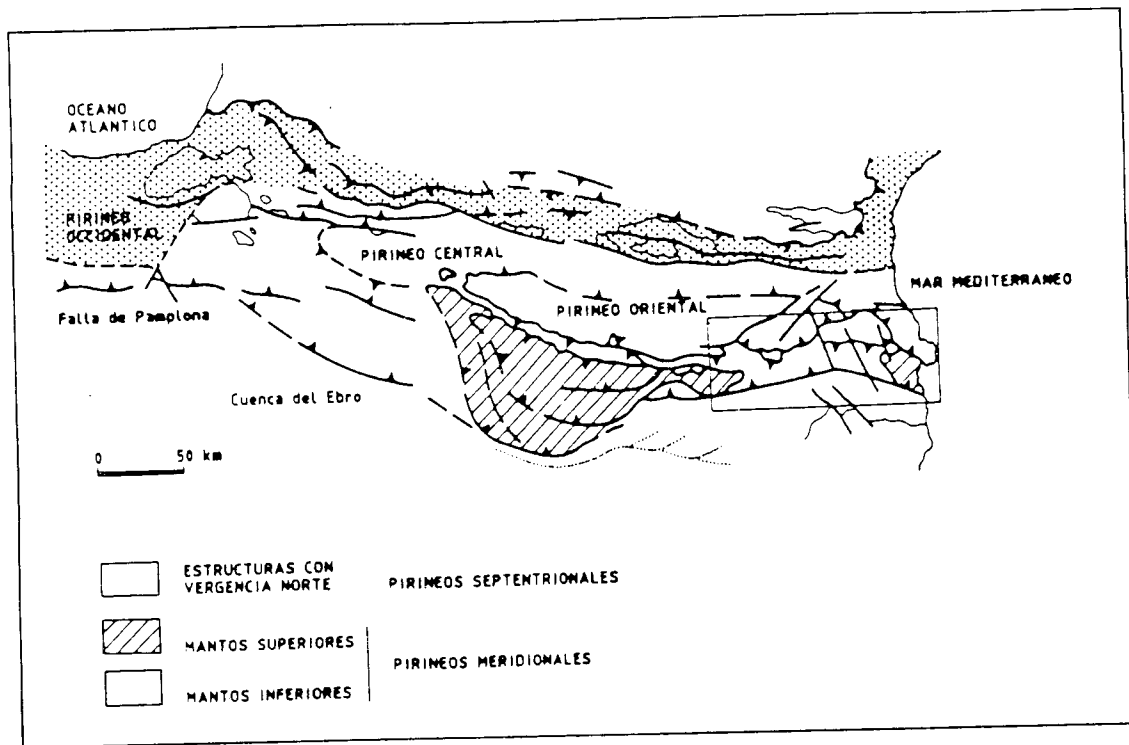 OCEANO
ATLANTICO
PIRINEO
OCCIDENTAL
PIRINEO CENTRAL
MAR MEDITERRANEO
PIRINEO ORIENTAL
Falla de Pamplona
Cuenca del Ebro
0 50 km
ESTRUCTURAS CON
VERGENCIA NORTE
PIRINEOS SEPTENTRIONALES
MANTOS SUPERIORES
PIRINEOS MERIDIONALES
MANTOS INFERIORES